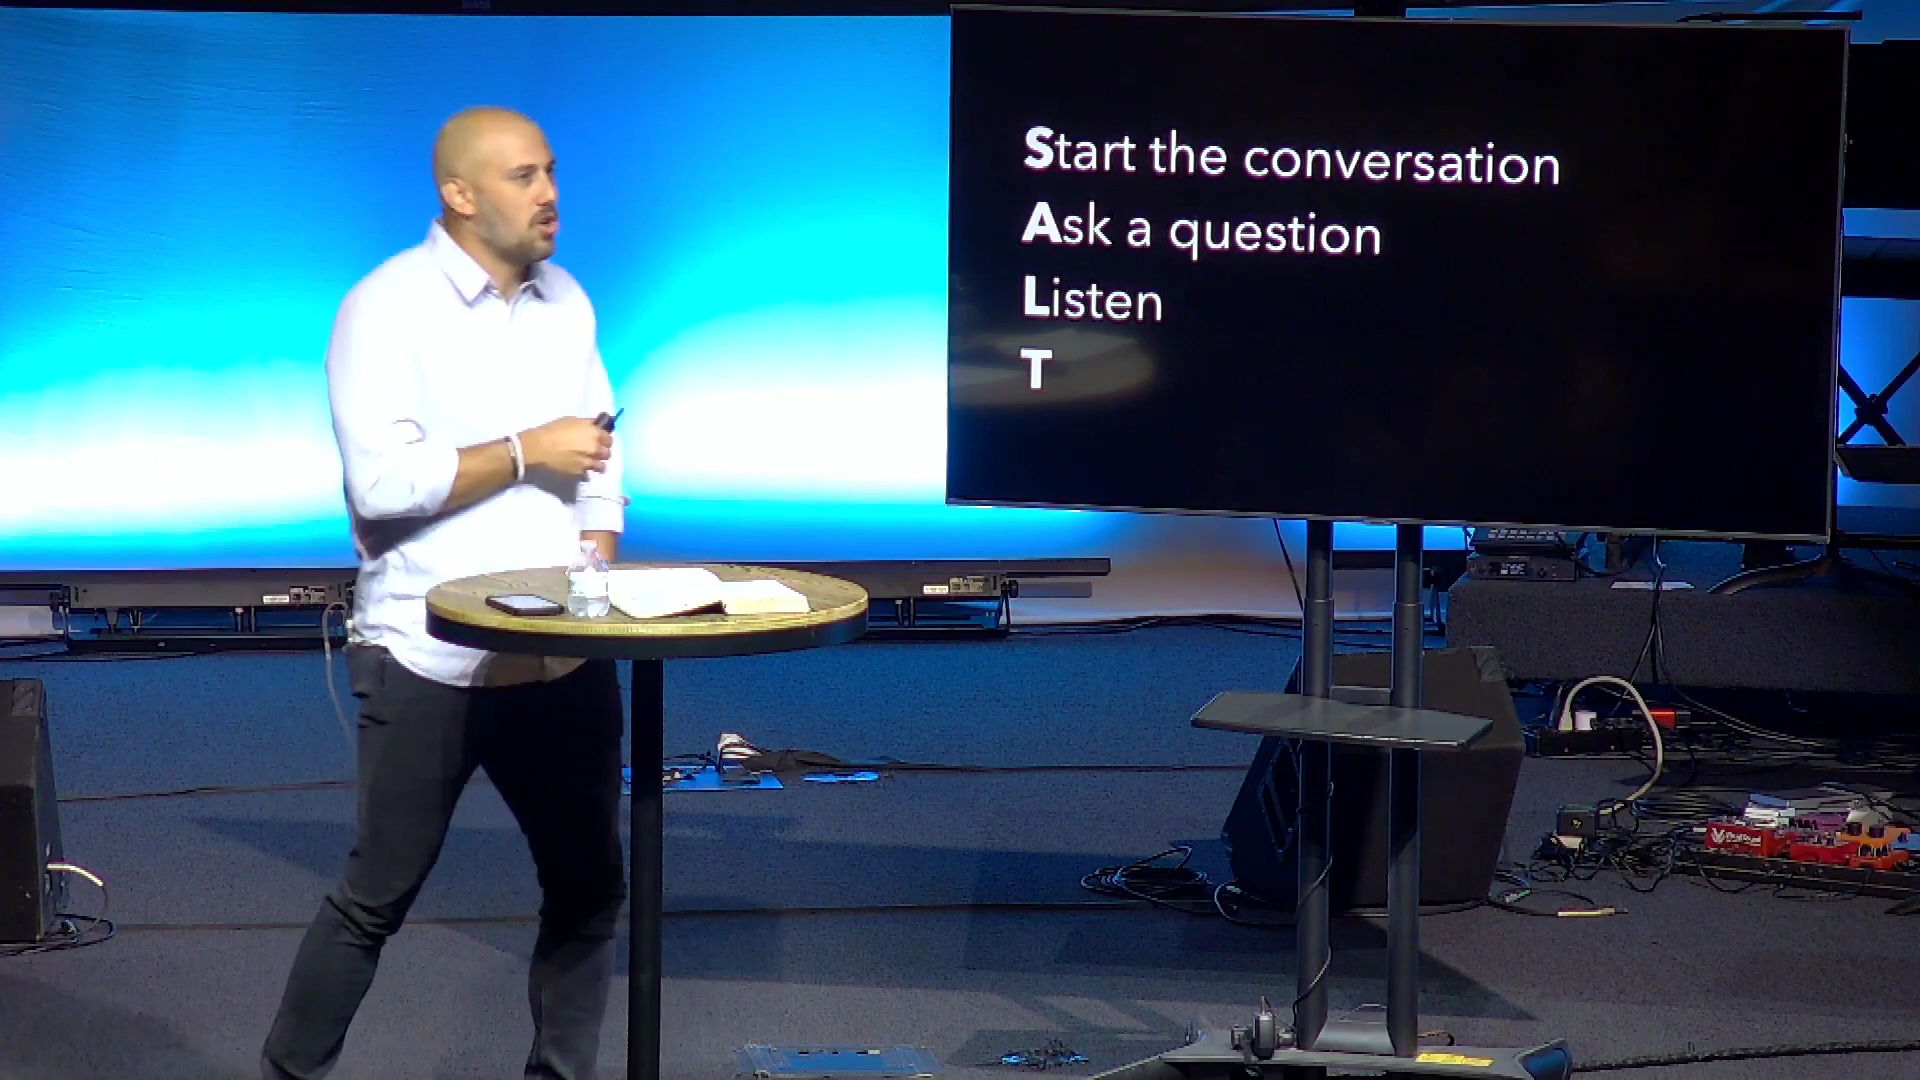 Start the conversation
Ask a question
Listen
T